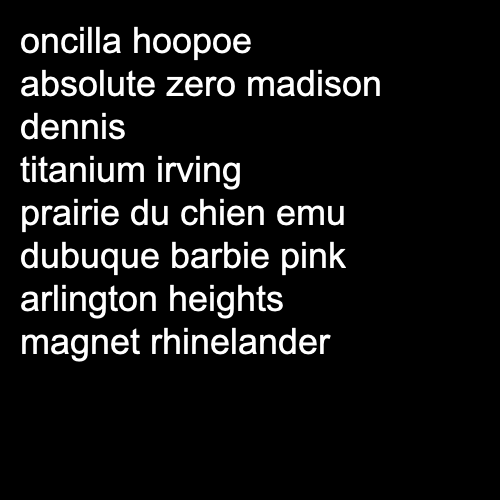 oncilla hoopoe
absolute zero madison
dennis
titanium irving
prairie du chien emu
dubuque barbie pink
arlington heights
magnet rhinelander